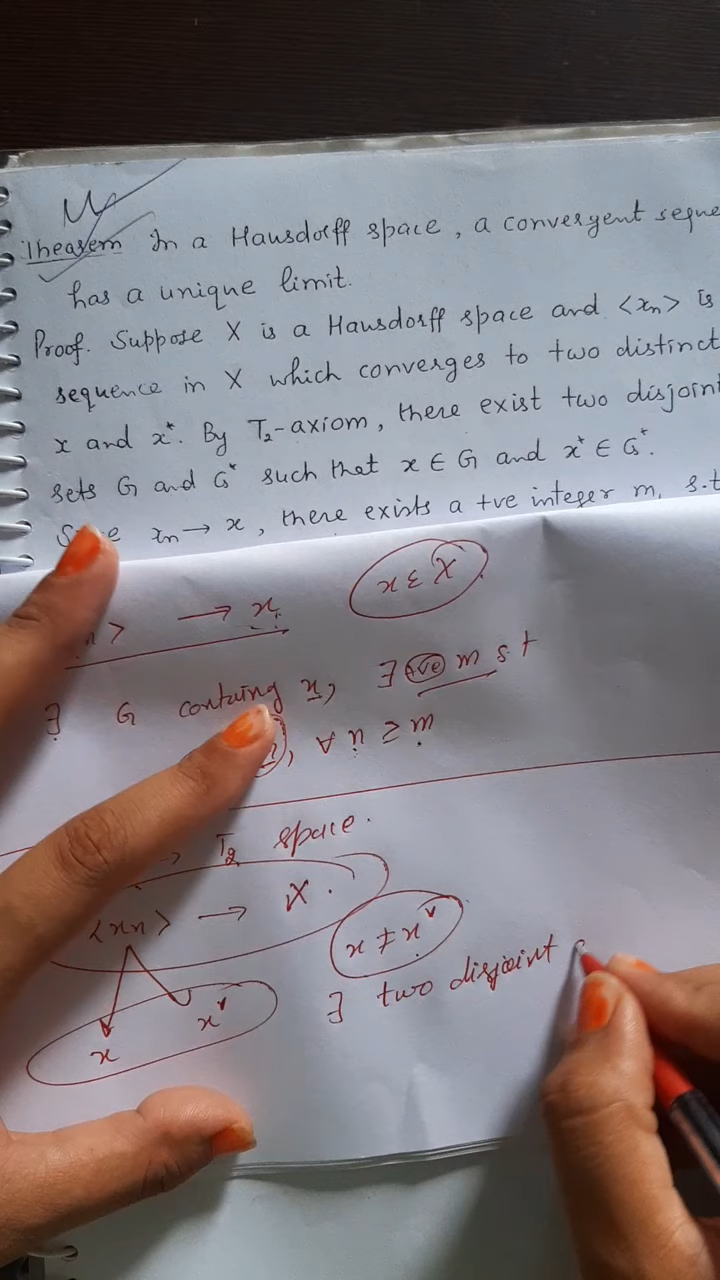 Theorem In a Hausdorff space, a convergent seque
has a unique limit.
Proof. Suppose X is a Hausdorff space and <xn> is
sequence in X which converges to two distinct
x and x*. By T2-axiom, there exist two disjoint
sets G and G* such that x ∈ G and x* ∈ G*.
xn → x, there exists a +ve integer m, s.t
> → x x ∈ X
∃ G containg x, ∃ +ve m s t
, ∀ n ≥ m
→ T2 space.
<xn> → X.
x ≠ x*
x x*
∃ two disjoint